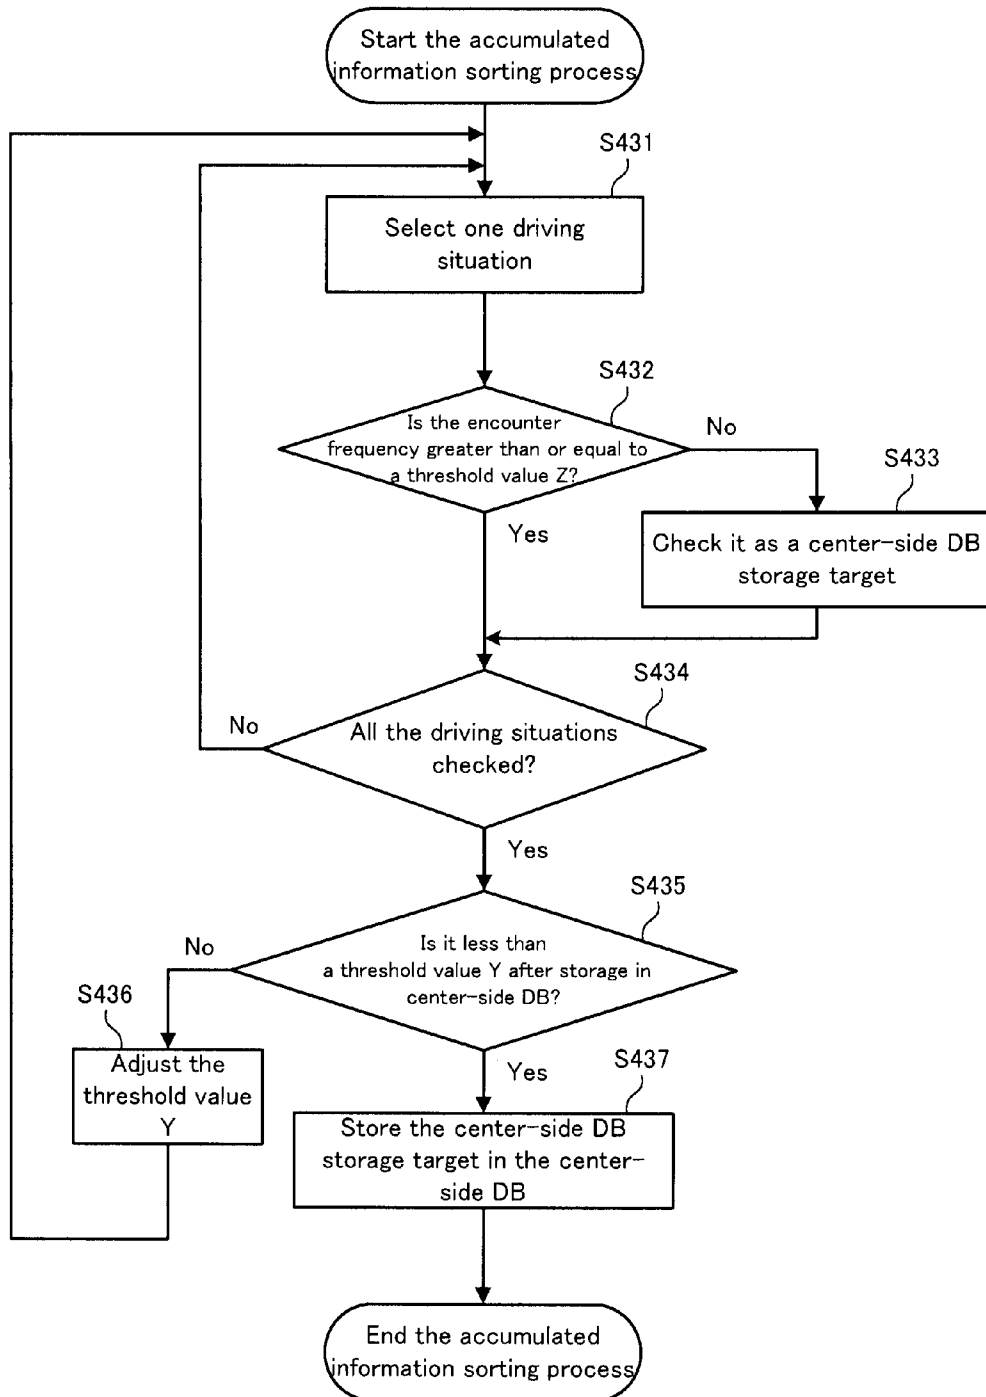 Start the accumulated
information sorting process
S431
Select one driving
situation
S432
Is the encounter
frequency greater than or equal to
a threshold value Z?
No
Yes
S433
Check it as a center-side DB
storage target
S434
All the driving situations
checked?
No
Yes
S435
Is it less than
a threshold value Y after storage in
center-side DB?
No
Yes
S436
Adjust the
threshold value
Y
S437
Store the center-side DB
storage target in the center-
side DB
End the accumulated
information sorting process